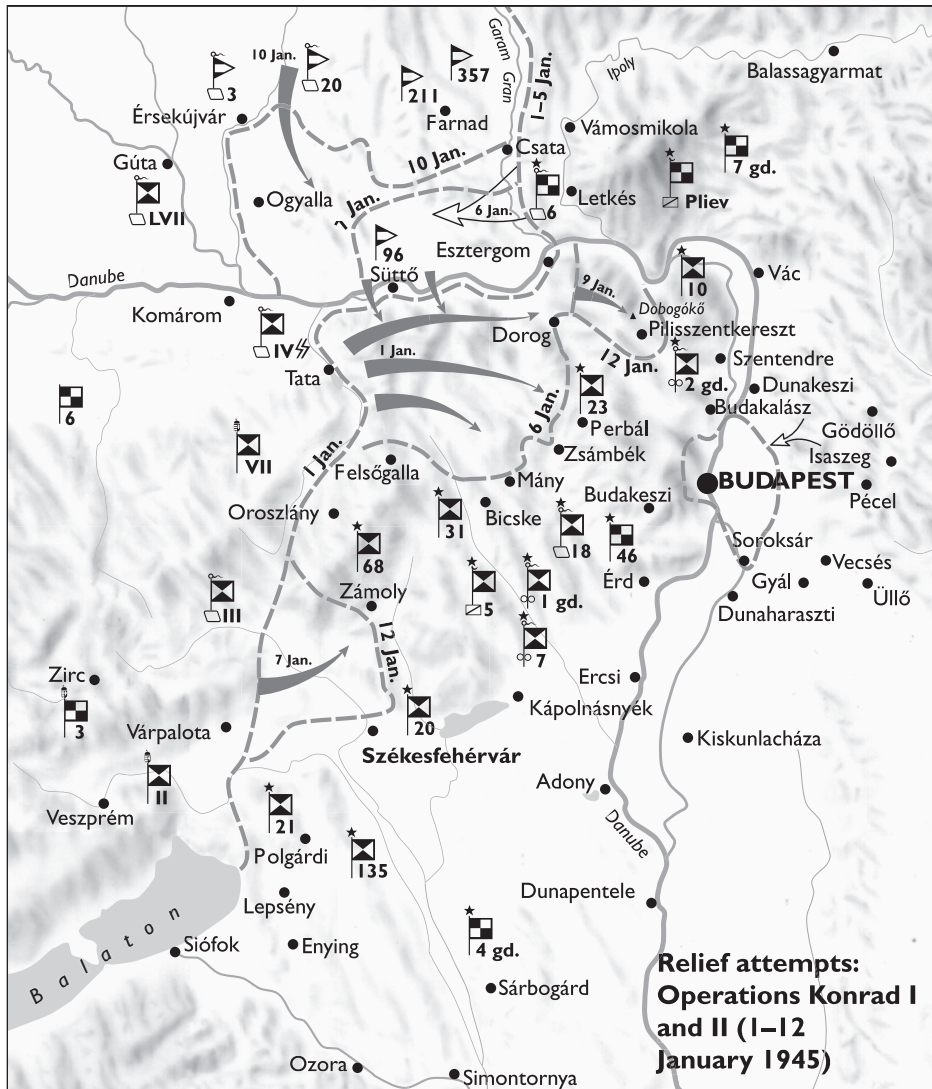 10 Jan.
3
20
211
357
Garam
Gran
1–5 Jan.
Ipoly
Balassagyarmat
Érsekújvár
Farnad
Vámosmikola
Csata
10 Jan.
7 gd.
Gúta
LVII
Ogyalla
7 Jan.
6 Jan.
6
Letkés
Pliev
96
Süttő
Esztergom
10
Vác
Danube
Komárom
IV
9 Jan.
Dobogókő
Dorog
Pilisszentkereszt
1 Jan.
Tata
12 Jan.
2 gd.
Szentendre
Dunakeszi
Budakalász
6
23
Perbál
6 Jan.
Gödöllő
Isaszeg
VII
1 Jan.
Felsőgalla
Zsámbék
Mány
BUDAPEST
Pécel
Oroszlány
31
Bicske
Budakeszi
18
46
68
Soroksár
Vecsés
Zámoly
5
1 gd.
Érd
Gyál
Üllő
Dunaharaszti
III
12 Jan.
7
7 Jan.
Zirc
3
Ercsi
Kápolnásnyék
Várpalota
20
Székesfehérvár
Kiskunlacháza
II
Veszprém
Adony
Danube
21
Polgárdi
135
Dunapentele
Lepsény
Balaton
Siófok
Enying
4 gd.
Sárbogárd
Relief attempts:
Operations Konrad I
and II (1–12
January 1945)
Ozora
Simontornya